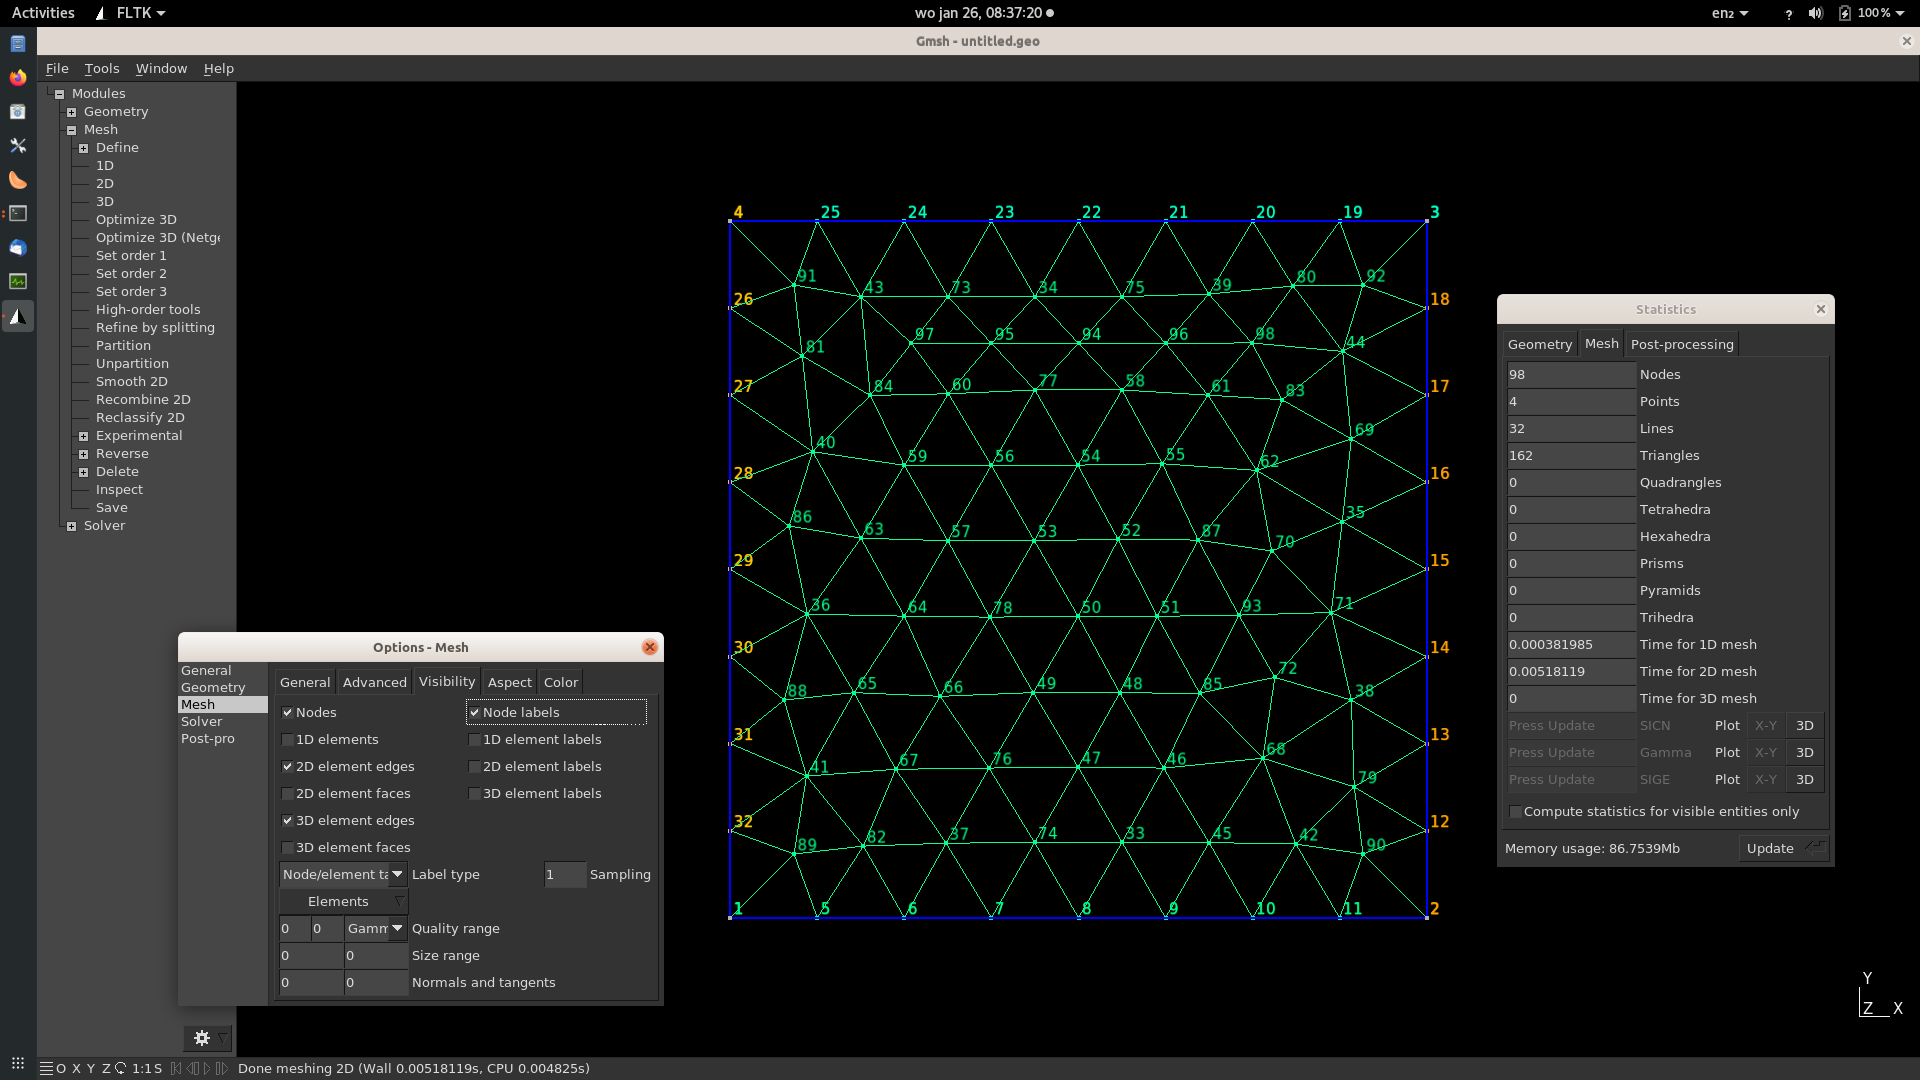 Activities FLTK wo jan 26, 08:37:20 en₂ ? 100%
Gmsh - untitled.geo
File Tools Window Help
Modules
Geometry
Mesh
Define
1D
2D
3D
Optimize 3D
Optimize 3D (Netge
Set order 1
Set order 2
Set order 3
High-order tools
Refine by splitting
Partition
Unpartition
Smooth 2D
Recombine 2D
Reclassify 2D
Experimental
Reverse
Delete
Inspect
Save
Solver
4 25 24 23 22 21 20 19 3
91 43 73 34 75 39 80 92
26 18
97 95 94 96 98 44
81
27 84 60 77 58 61 83 17
40 59 56 54 55 62 69
28 16
86 63 57 53 52 87 70 35
29 15
36 64 78 50 51 93 71
30 14
88 65 66 49 48 85 72 38
31 13
41 67 76 47 46 68 79
32 12
89 82 37 74 33 45 42 90
1 5 6 7 8 9 10 11 2
Options - Mesh
General
Geometry
Mesh
Solver
Post-pro
General Advanced Visibility Aspect Color
Nodes Node labels
1D elements 1D element labels
2D element edges 2D element labels
2D element faces 3D element labels
3D element edges
3D element faces
Node/element ta Label type 1 Sampling
Elements
0 0 Gamm Quality range
0 0 Size range
0 0 Normals and tangents
Statistics
Geometry Mesh Post-processing
98 Nodes
4 Points
32 Lines
162 Triangles
0 Quadrangles
0 Tetrahedra
0 Hexahedra
0 Prisms
0 Pyramids
0 Trihedra
0.000381985 Time for 1D mesh
0.00518119 Time for 2D mesh
0 Time for 3D mesh
Press Update SICN Plot X-Y 3D
Press Update Gamma Plot X-Y 3D
Press Update SIGE Plot X-Y 3D
Compute statistics for visible entities only
Memory usage: 86.7539Mb Update
Y
Z X
O X Y Z 1:1 S Done meshing 2D (Wall 0.00518119s, CPU 0.004825s)